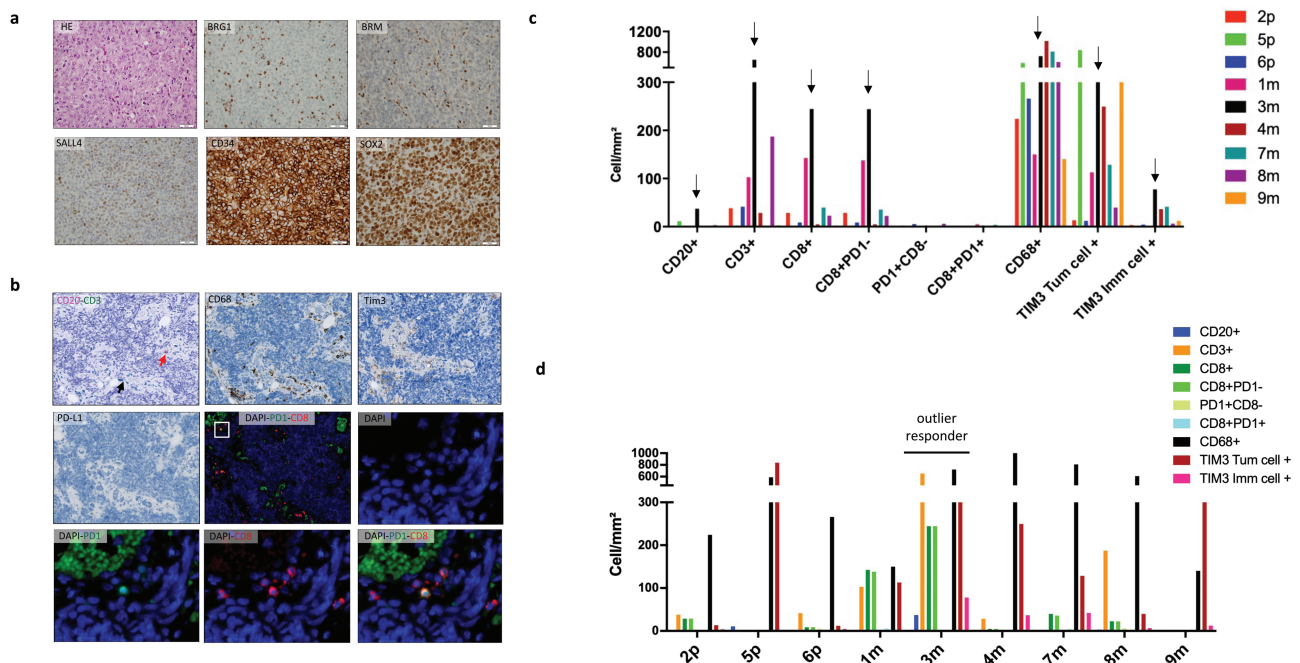 a
HE
BRG1
BRM
SALL4
CD34
SOX2
b
CD20-CD3
CD68
Tim3
PD-L1
DAPI-PD1-CD8
DAPI
DAPI-PD1
DAPI-CD8
DAPI-PD1-CD8
c
1200
800
300
200
100
0
Cell/mm²
CD20+
CD3+
CD8+
CD8+PD1-
PD1+CD8-
CD8+PD1+
CD68+
TIM3 Tum cell +
TIM3 Imm cell +
2p
5p
6p
1m
3m
4m
7m
8m
9m
d
outlier
responder
1000
800
600
400
300
200
100
0
Cell/mm²
2p
5p
6p
1m
3m
4m
7m
8m
9m
CD20+
CD3+
CD8+
CD8+PD1-
PD1+CD8-
CD8+PD1+
CD68+
TIM3 Tum cell +
TIM3 Imm cell +